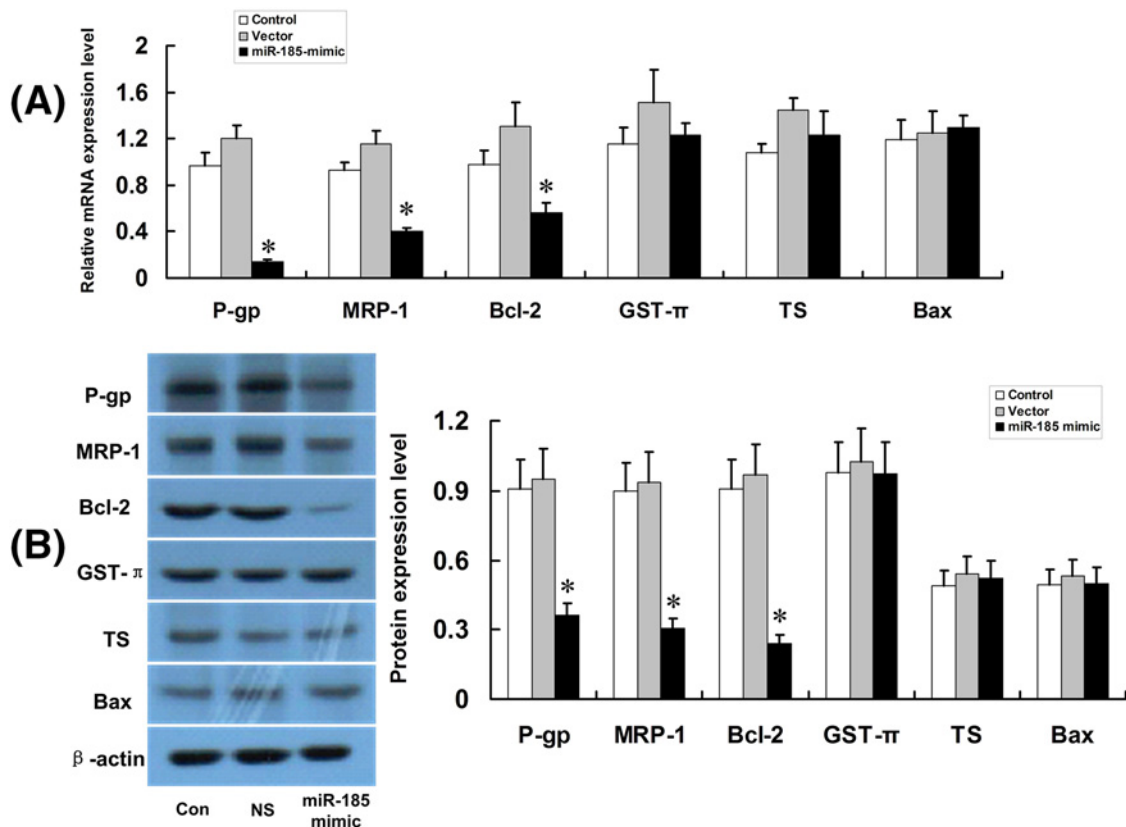 Control
Vector
miR-185-mimic
(A)
Relative mRNA expression level
2
1.6
1.2
0.8
0.4
0
*
*
*
P-gp MRP-1 Bcl-2 GST-π TS Bax
(B)
P-gp
MRP-1
Bcl-2
GST-π
TS
Bax
β-actin
Con NS miR-185
mimic
Control
Vector
miR-185 mimic
Protein expression level
1.2
0.9
0.6
0.3
0
*
*
*
P-gp MRP-1 Bcl-2 GST-π TS Bax